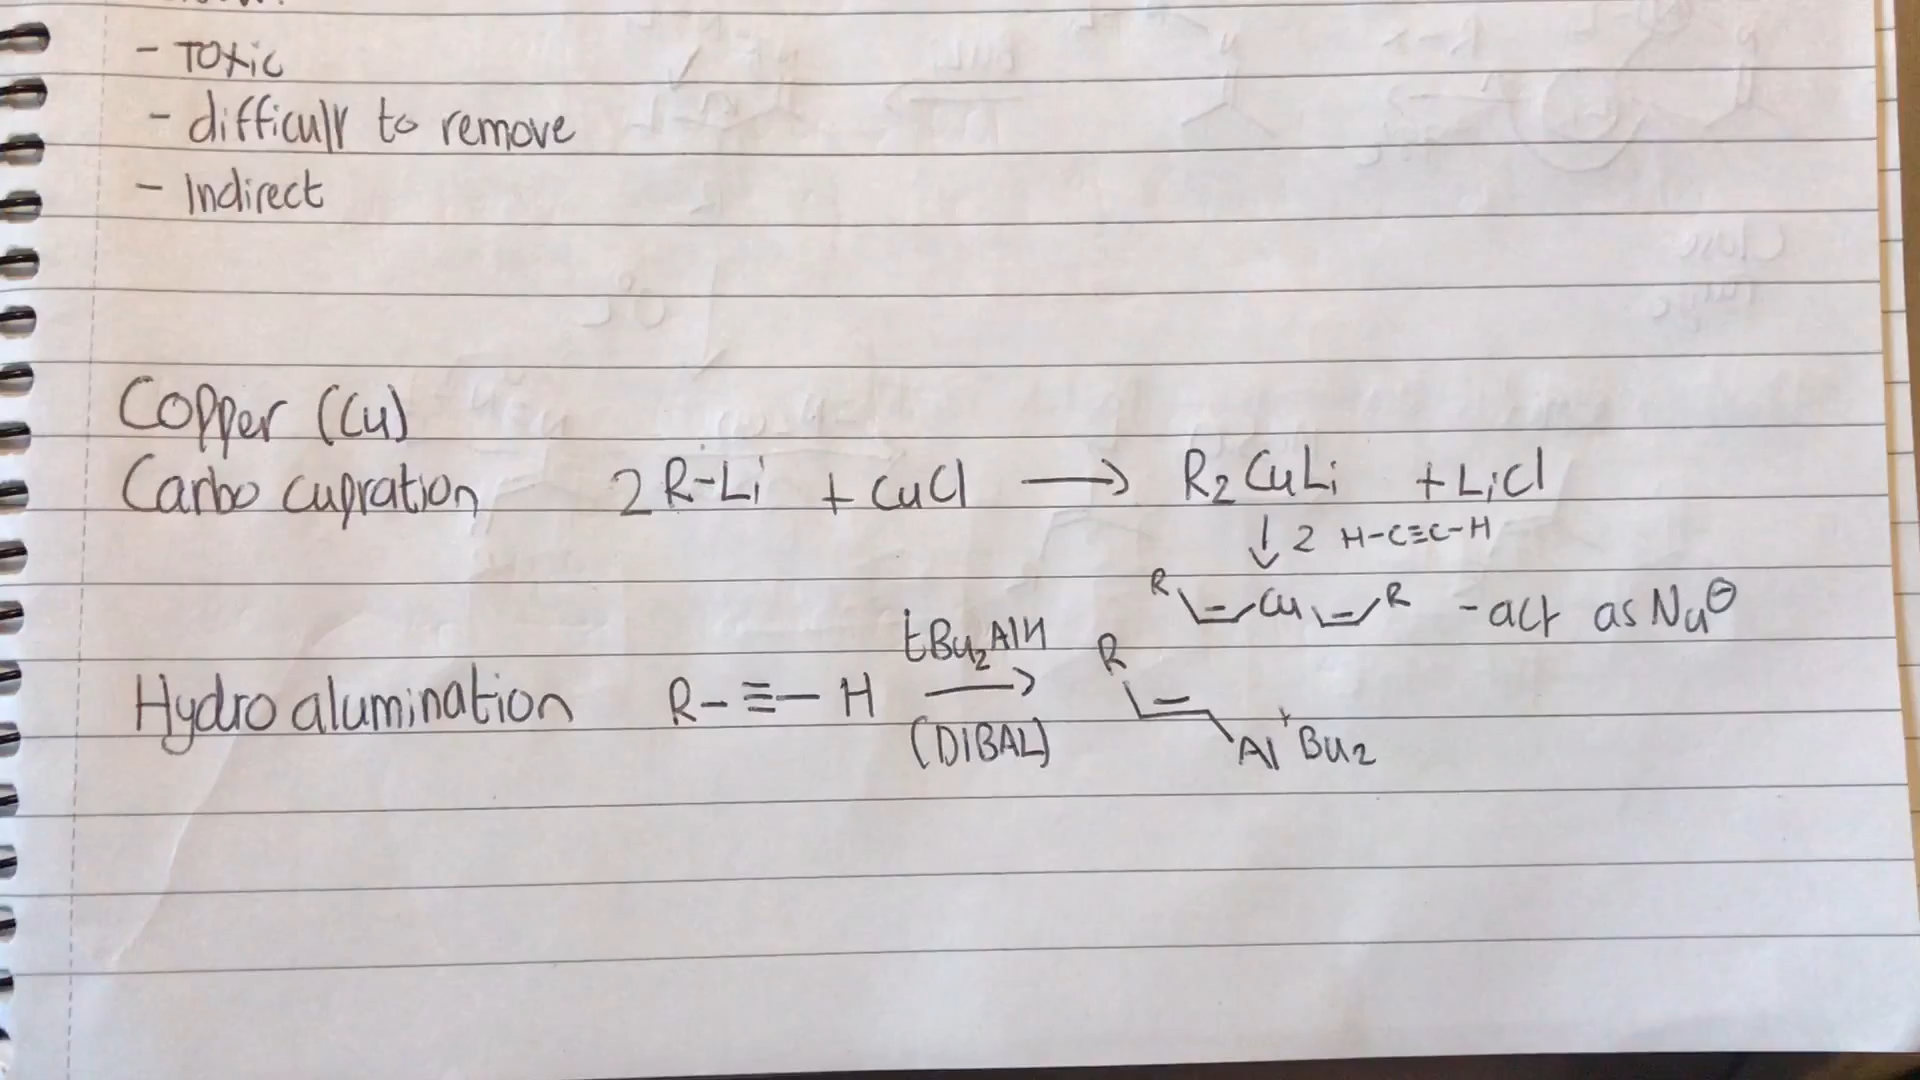 - Toxic
- difficult to remove
- Indirect
Copper (Cu)
Carbo cupration 2 R-Li + CuCl → R₂CuLi + LiCl
↓ 2 H-C≡C-H
R Cu R - act as Nu⊖
Hydro alumination R-≡-H tBu₂AlH → (DIBAL) R Al⁺Bu₂